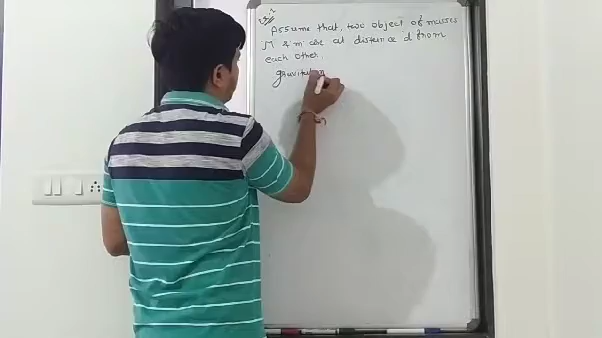 Assume that, two object of masses
M & m are at distance d from
each other.
gravitation